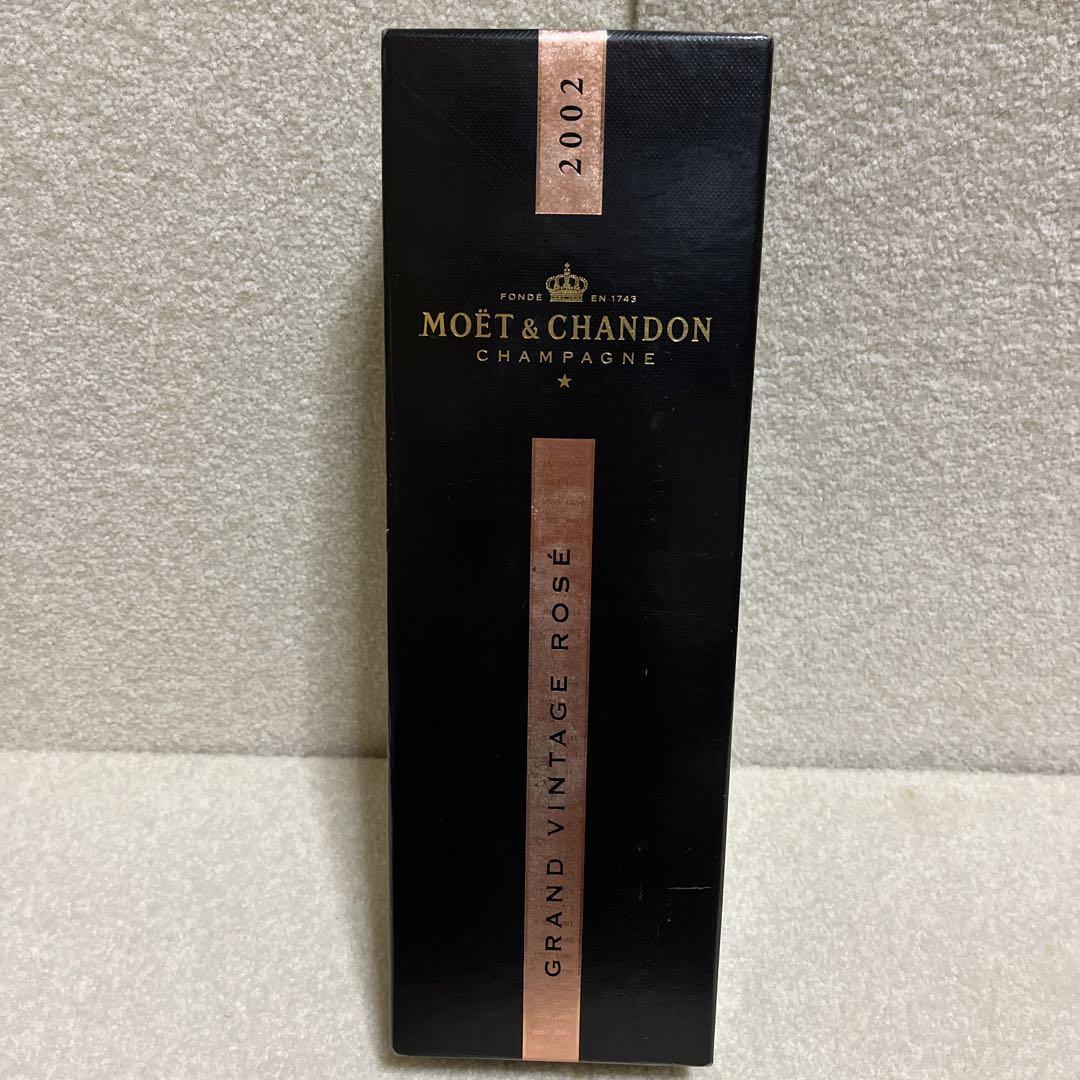 2002
FONDÉ EN 1743
MOËT & CHANDON
CHAMPAGNE
GRAND VINTAGE ROSÉ